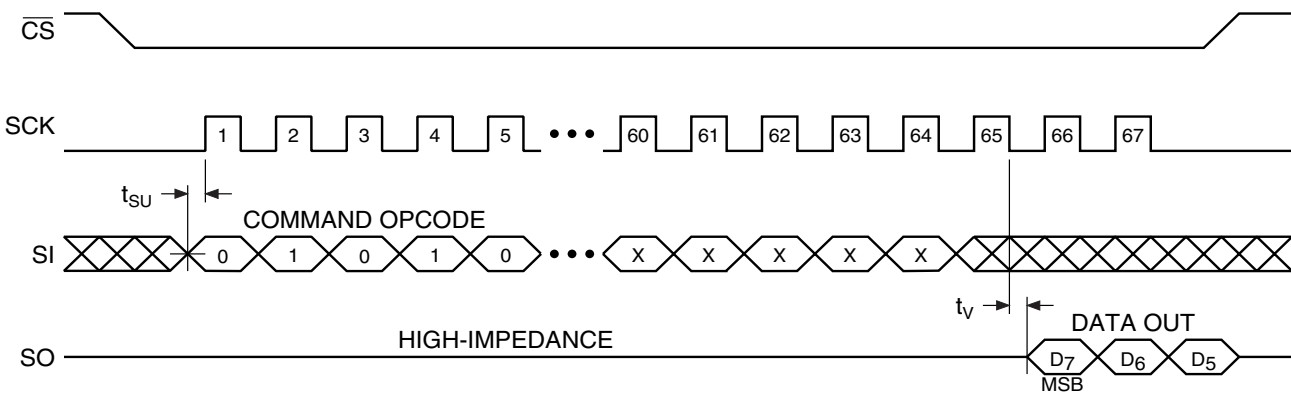 CS
SCK 1 2 3 4 5 ••• 60 61 62 63 64 65 66 67
tSU
COMMAND OPCODE
SI 0 1 0 1 0 ••• X X X X X
tV
HIGH-IMPEDANCE
DATA OUT
SO D7 D6 D5
MSB